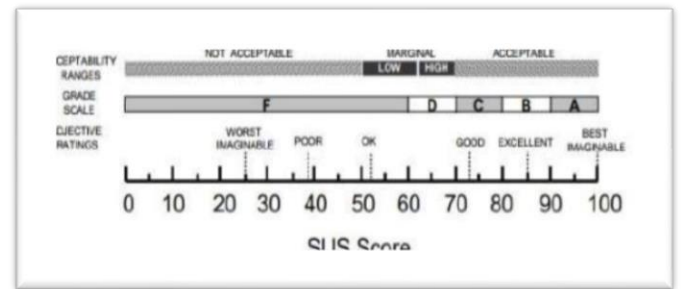 NOT ACCEPTABLE MARGINAL ACCEPTABLE
CEPTABILITY
RANGES
LOW HIGH
GRADE
SCALE
F D C B A
DJECTIVE
RATINGS
WORST
IMAGINABLE
POOR
OK
GOOD
EXCELLENT
BEST
IMAGINABLE
0 10 20 30 40 50 60 70 80 90 100
SUS Score